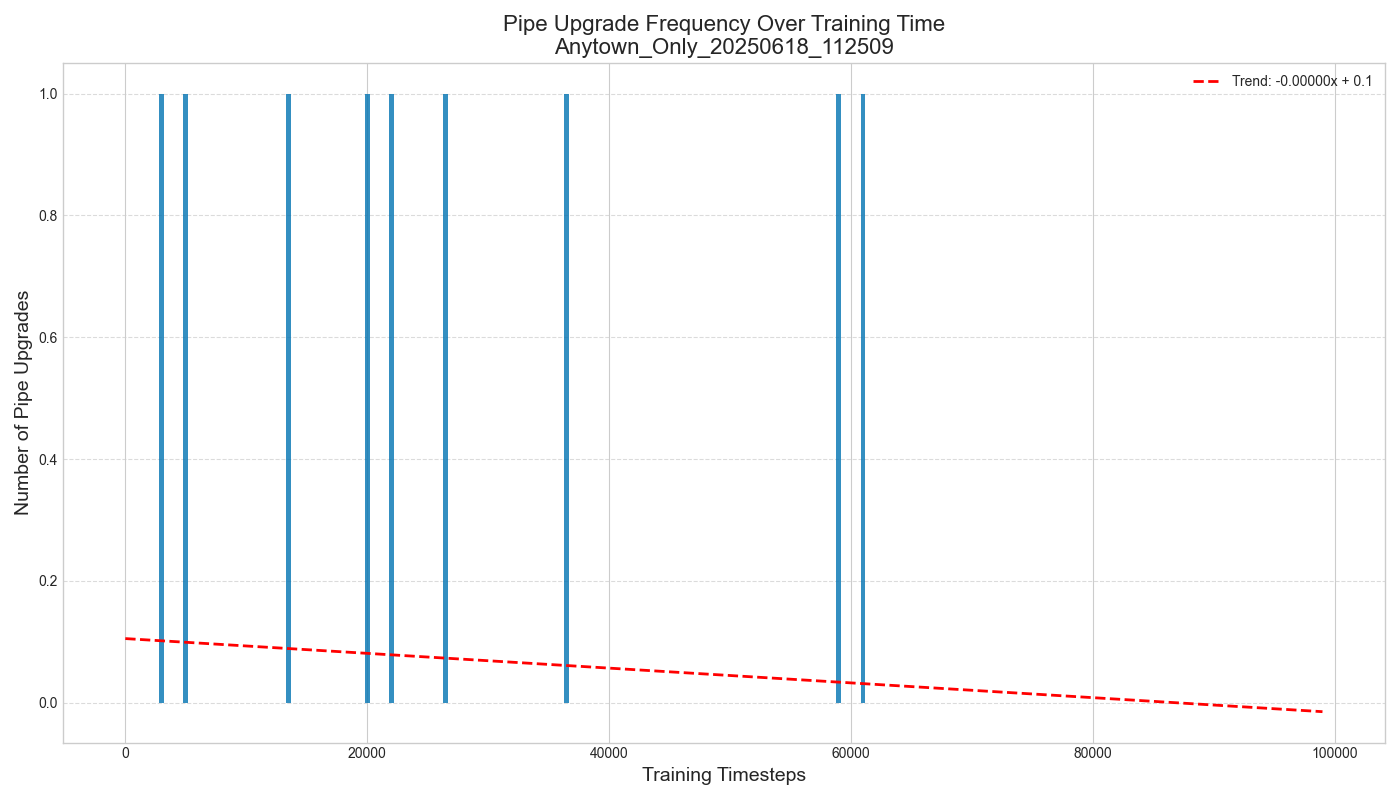 Pipe Upgrade Frequency Over Training Time
Anytown_Only_20250618_112509
Trend: -0.00000x + 0.1
Number of Pipe Upgrades
1.0
0.8
0.6
0.4
0.2
0.0
0 20000 40000 60000 80000 100000
Training Timesteps